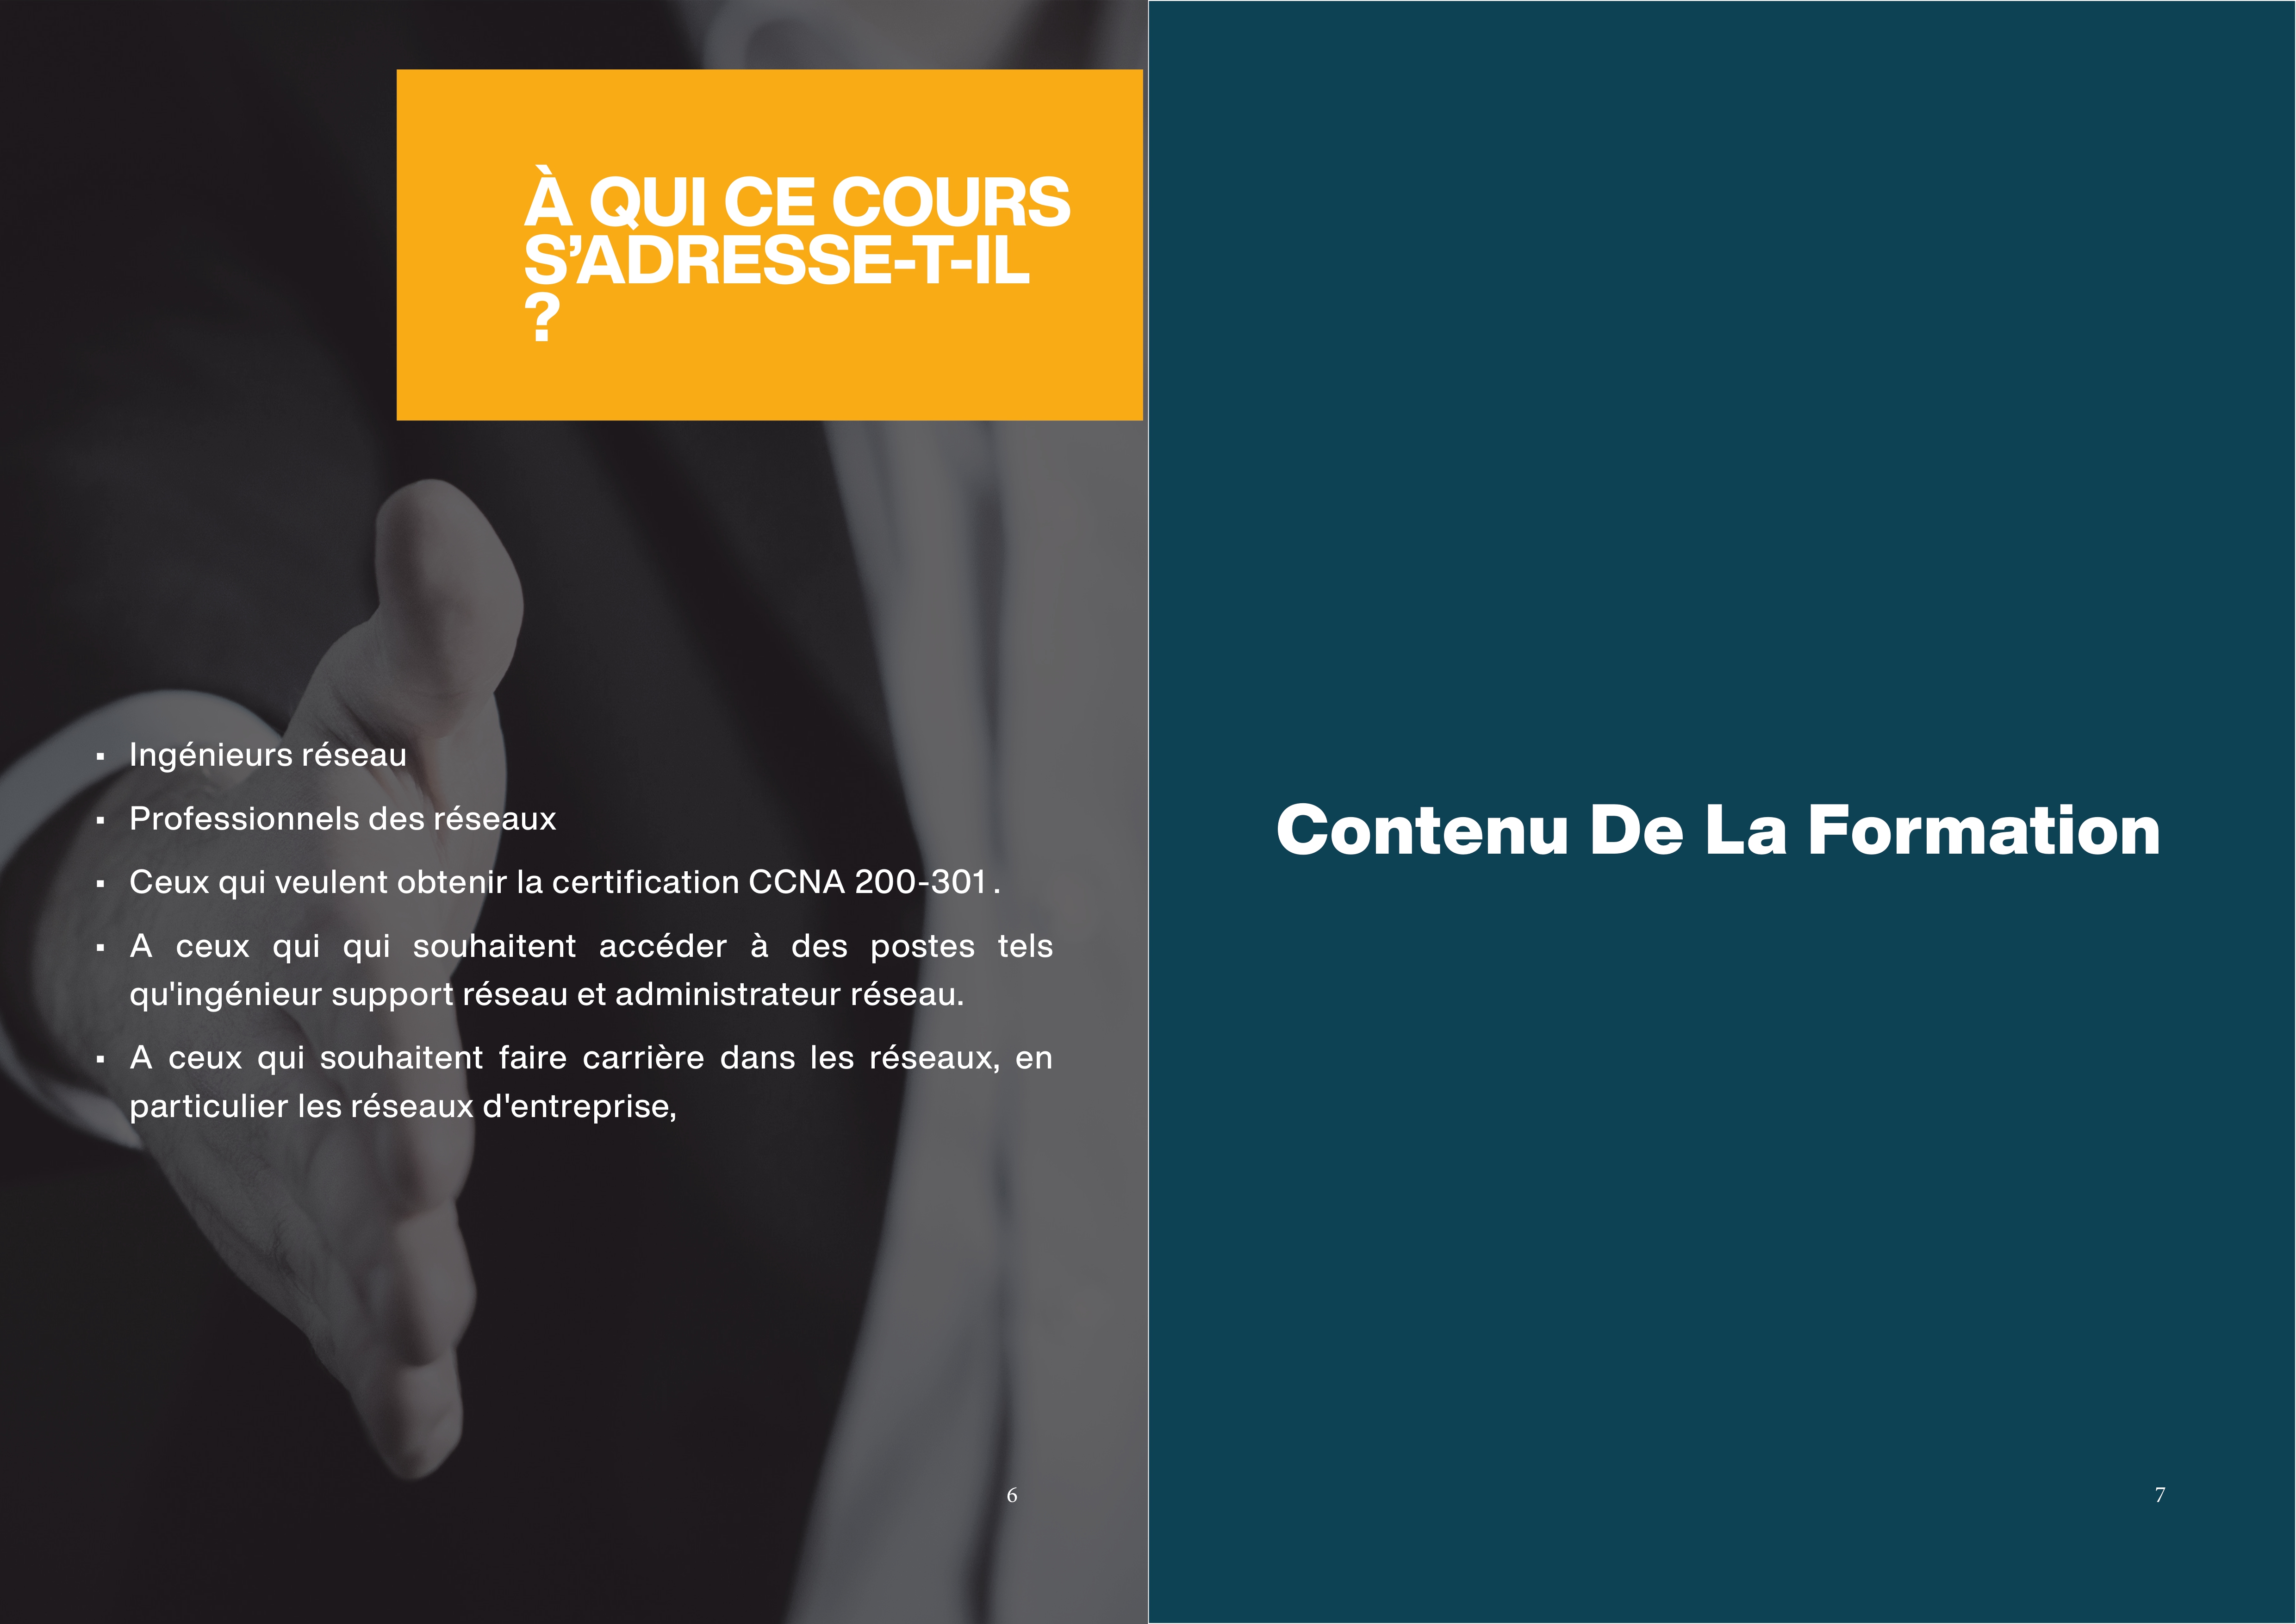 À QUI CE COURS
S’ADRESSE-T-IL
?
▪ Ingénieurs réseau
▪ Professionnels des réseaux
▪ Ceux qui veulent obtenir la certification CCNA 200-301.
▪ A ceux qui qui souhaitent accéder à des postes tels
qu'ingénieur support réseau et administrateur réseau.
▪ A ceux qui souhaitent faire carrière dans les réseaux, en
particulier les réseaux d'entreprise,
6
Contenu De La Formation
7